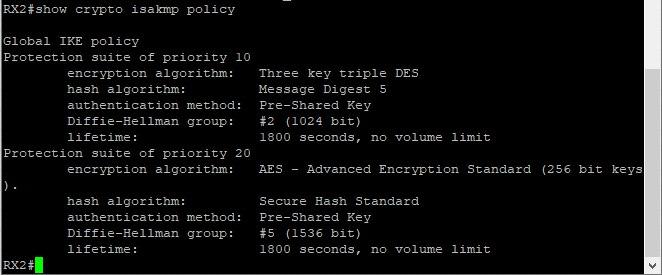 RX2#show crypto isakmp policy
Global IKE policy
Protection suite of priority 10
encryption algorithm:   Three key triple DES
hash algorithm:         Message Digest 5
authentication method:  Pre-Shared Key
Diffie-Hellman group:   #2 (1024 bit)
lifetime:               1800 seconds, no volume limit
Protection suite of priority 20
encryption algorithm:   AES - Advanced Encryption Standard (256 bit keys
).
hash algorithm:         Secure Hash Standard
authentication method:  Pre-Shared Key
Diffie-Hellman group:   #5 (1536 bit)
lifetime:               1800 seconds, no volume limit
RX2#